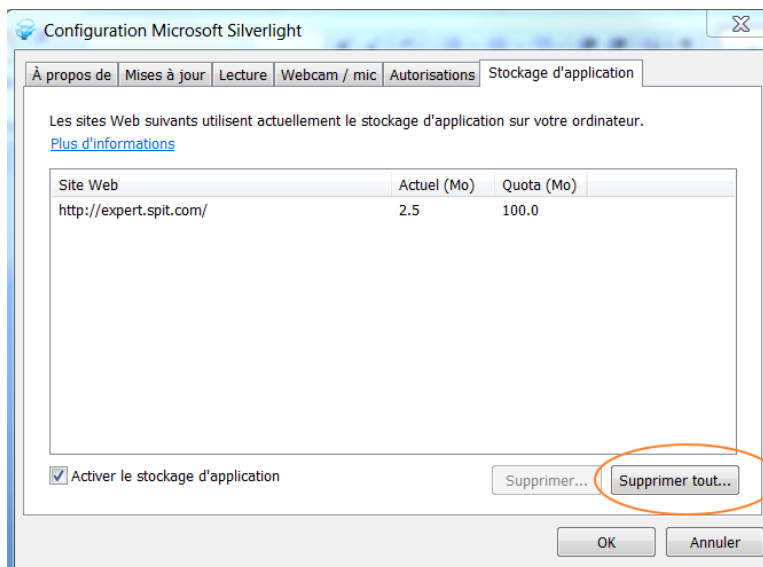 Configuration Microsoft Silverlight
À propos de Mises à jour Lecture Webcam / mic Autorisations Stockage d'application
Les sites Web suivants utilisent actuellement le stockage d'application sur votre ordinateur.
Plus d'informations
Site Web Actuel (Mo) Quota (Mo)
http://expert.spit.com/ 2.5 100.0
Activer le stockage d'application Supprimer... Supprimer tout...
OK Annuler